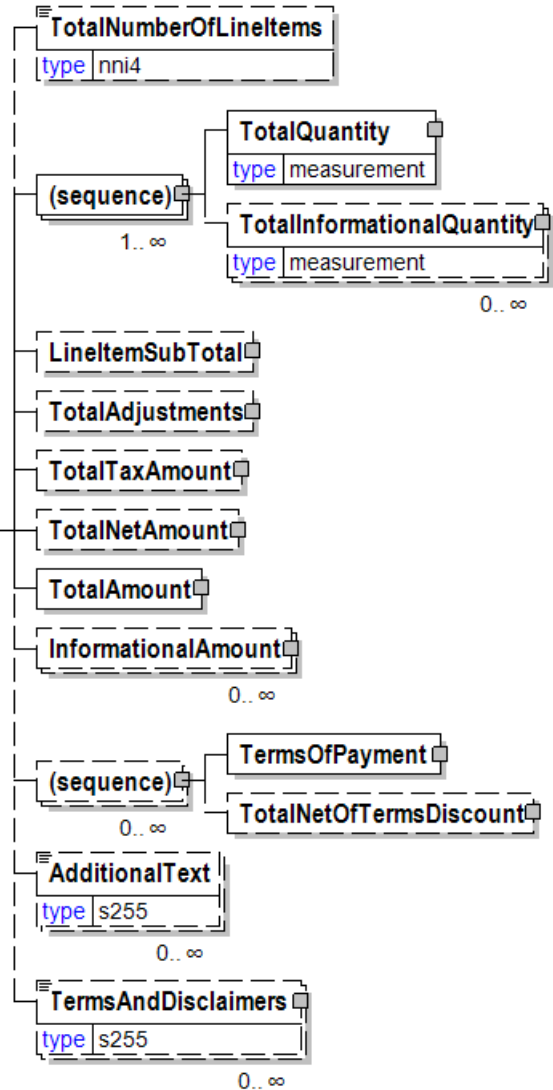 TotalNumberOfLineItems
type nni4
TotalQuantity
type measurement
(sequence)
1.. ∞
TotalInformationalQuantity
type measurement
0.. ∞
LineItemSubTotal
TotalAdjustments
TotalTaxAmount
TotalNetAmount
TotalAmount
InformationalAmount
0.. ∞
TermsOfPayment
(sequence)
0.. ∞
TotalNetOfTermsDiscount
AdditionalText
type s255
0.. ∞
TermsAndDisclaimers
type s255
0.. ∞